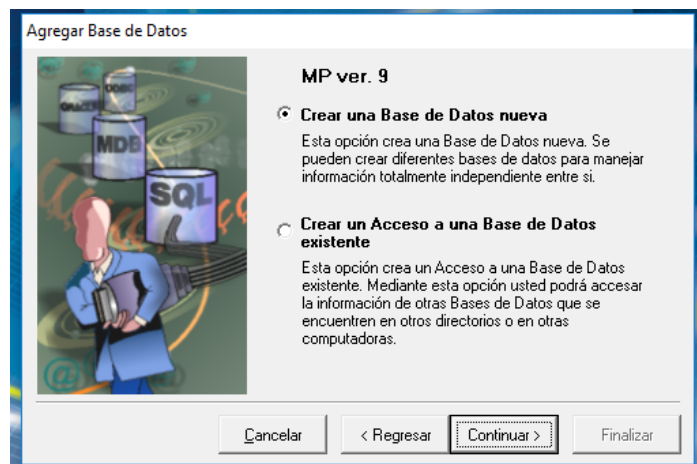 Agregar Base de Datos
MP ver. 9
Crear una Base de Datos nueva
Esta opción crea una Base de Datos nueva. Se
pueden crear diferentes bases de datos para manejar
información totalmente independiente entre si.
Crear un Acceso a una Base de Datos
existente
Esta opción crea un Acceso a una Base de Datos
existente. Mediante esta opción usted podrá accesar
la información de otras Bases de Datos que se
encuentren en otros directorios o en otras
computadoras.
ODBC
ORACLE
MDB
SQL
@
@
Cancelar
< Regresar
Continuar >
Finalizar